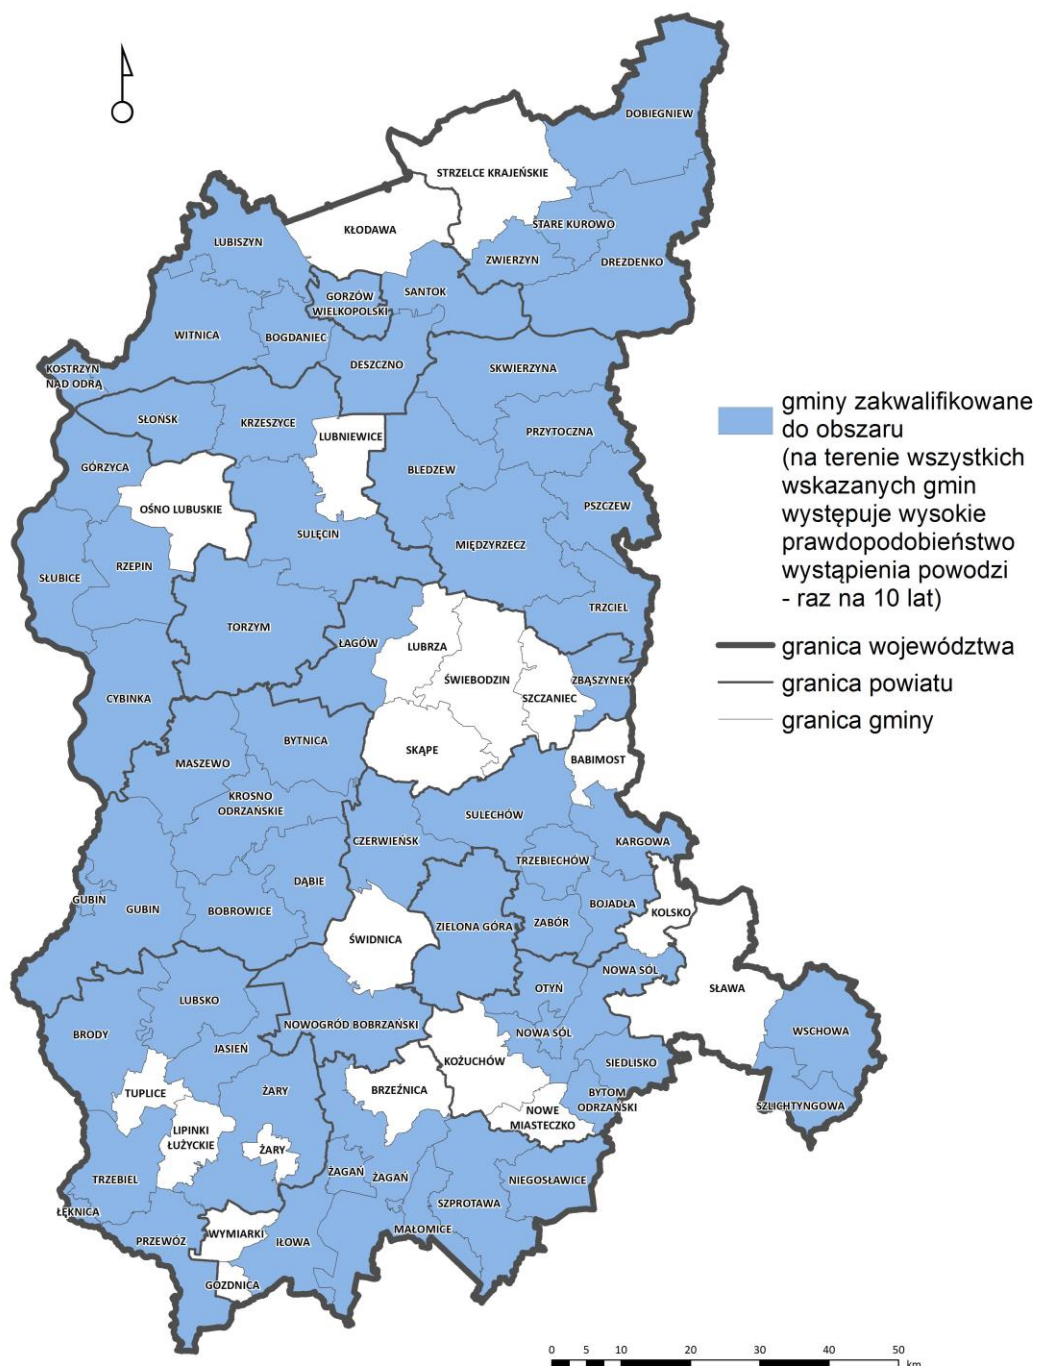 DOBIEGNIEW
STRZELCE KRAJEŃSKIE
STARE KUROWO
KŁODAWA
LUBISZYN
ZWIERZYN
DREZDENKO
SANTOK
GORZÓW
WIELKOPOLSKI
WITNICA
BOGDANIEC
DESZCZNO
KOSTRZYN
NAD ODRĄ
SKWIERZYNA
SŁOŃSK
KRZESZYCE
LUBNIEWICE
PRZYTOCZNA
GÓRZYCA
BLEDZEW
OŚNO LUBUSKIE
PSZCZEW
SULĘCIN
MIĘDZYRZECZ
RZEPIN
SŁUBICE
TRZCIEL
TORZYM
ŁAGÓW
LUBRZA
ŚWIEBODZIN
ZBĄSZYNEK
SZCZANIEC
CYBINKA
BYTNICA
SKĄPE
BABIMOST
MASZEWO
KROSNO
ODRZAŃSKIE
SULECHÓW
CZERWIEŃSK
KARGOWA
TRZEBIECHÓW
DĄBIE
GUBIN
GUBIN
BOBROWICE
BOJADŁA
KOLSKO
ZIELONA GÓRA
ZABÓR
ŚWIDNICA
NOWA SÓL
OTYŃ
SŁAWA
LUBSKO
NOWOGRÓD BOBRZAŃSKI
NOWA SÓL
WSCHOWA
BRODY
JASIEŃ
KOŻUCHÓW
SIEDLISKO
TUPLICE
ŻARY
BRZEŹNICA
BYTOM
ODRZAŃSKI
SZLICHTYNGOWA
NOWE
MIASTECZKO
LIPINKI
ŁUŻYCKIE
ŻARY
TRZEBIEL
ŻAGAŃ
ŻAGAŃ
NIEGOSŁAWICE
SZPROTAWA
ŁĘKNICA
PRZEWÓZ
WYMIARKI
IŁOWA
MAŁOMICE
GOZDNICA
gminy zakwalifikowane
do obszaru
(na terenie wszystkich
wskazanych gmin
występuje wysokie
prawdopodobieństwo
wystąpienia powodzi
- raz na 10 lat)
granica województwa
granica powiatu
granica gminy
0 5 10 20 30 40 50
km